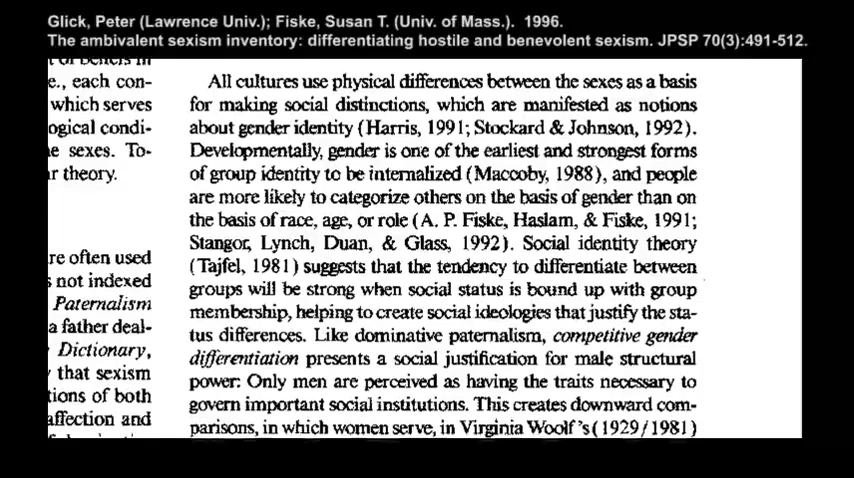 Glick, Peter (Lawrence Univ.); Fiske, Susan T. (Univ. of Mass.). 1996.
The ambivalent sexism inventory: differentiating hostile and benevolent sexism. JPSP 70(3):491-512.
e., each con-
which serves
ogical condi-
e sexes. To-
r theory.
re often used
s not indexed
Paternalism
a father deal-
Dictionary,
that sexism
tions of both
affection and
All cultures use physical differences between the sexes as a basis
for making social distinctions, which are manifested as notions
about gender identity (Harris, 1991; Stockard & Johnson, 1992).
Developmentally, gender is one of the earliest and strongest forms
of group identity to be internalized (Maccoby, 1988), and people
are more likely to categorize others on the basis of gender than on
the basis of race, age, or role (A. P. Fiske, Haslam, & Fiske, 1991;
Stangor, Lynch, Duan, & Glass, 1992). Social identity theory
(Tajfel, 1981) suggests that the tendency to differentiate between
groups will be strong when social status is bound up with group
membership, helping to create social ideologies that justify the sta-
tus differences. Like dominative paternalism, competitive gender
differentiation presents a social justification for male structural
power: Only men are perceived as having the traits necessary to
govern important social institutions. This creates downward com-
parisons, in which women serve, in Virginia Woolf's (1929/1981)